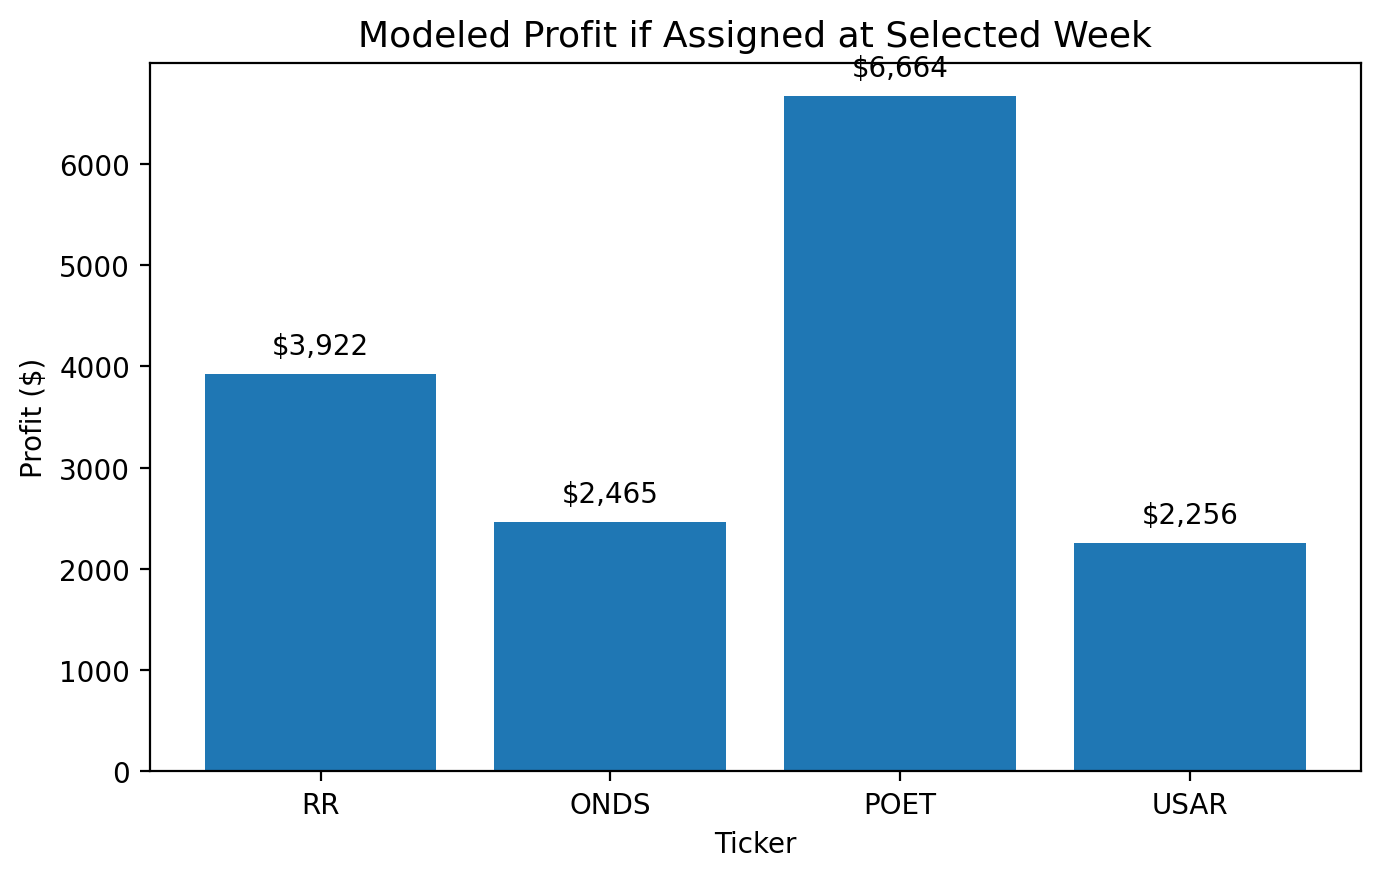 Modeled Profit if Assigned at Selected Week
$6,664
6000
5000
$3,922
4000
Profit ($)
3000
$2,465
$2,256
2000
1000
0
RR
ONDS
POET
USAR
Ticker